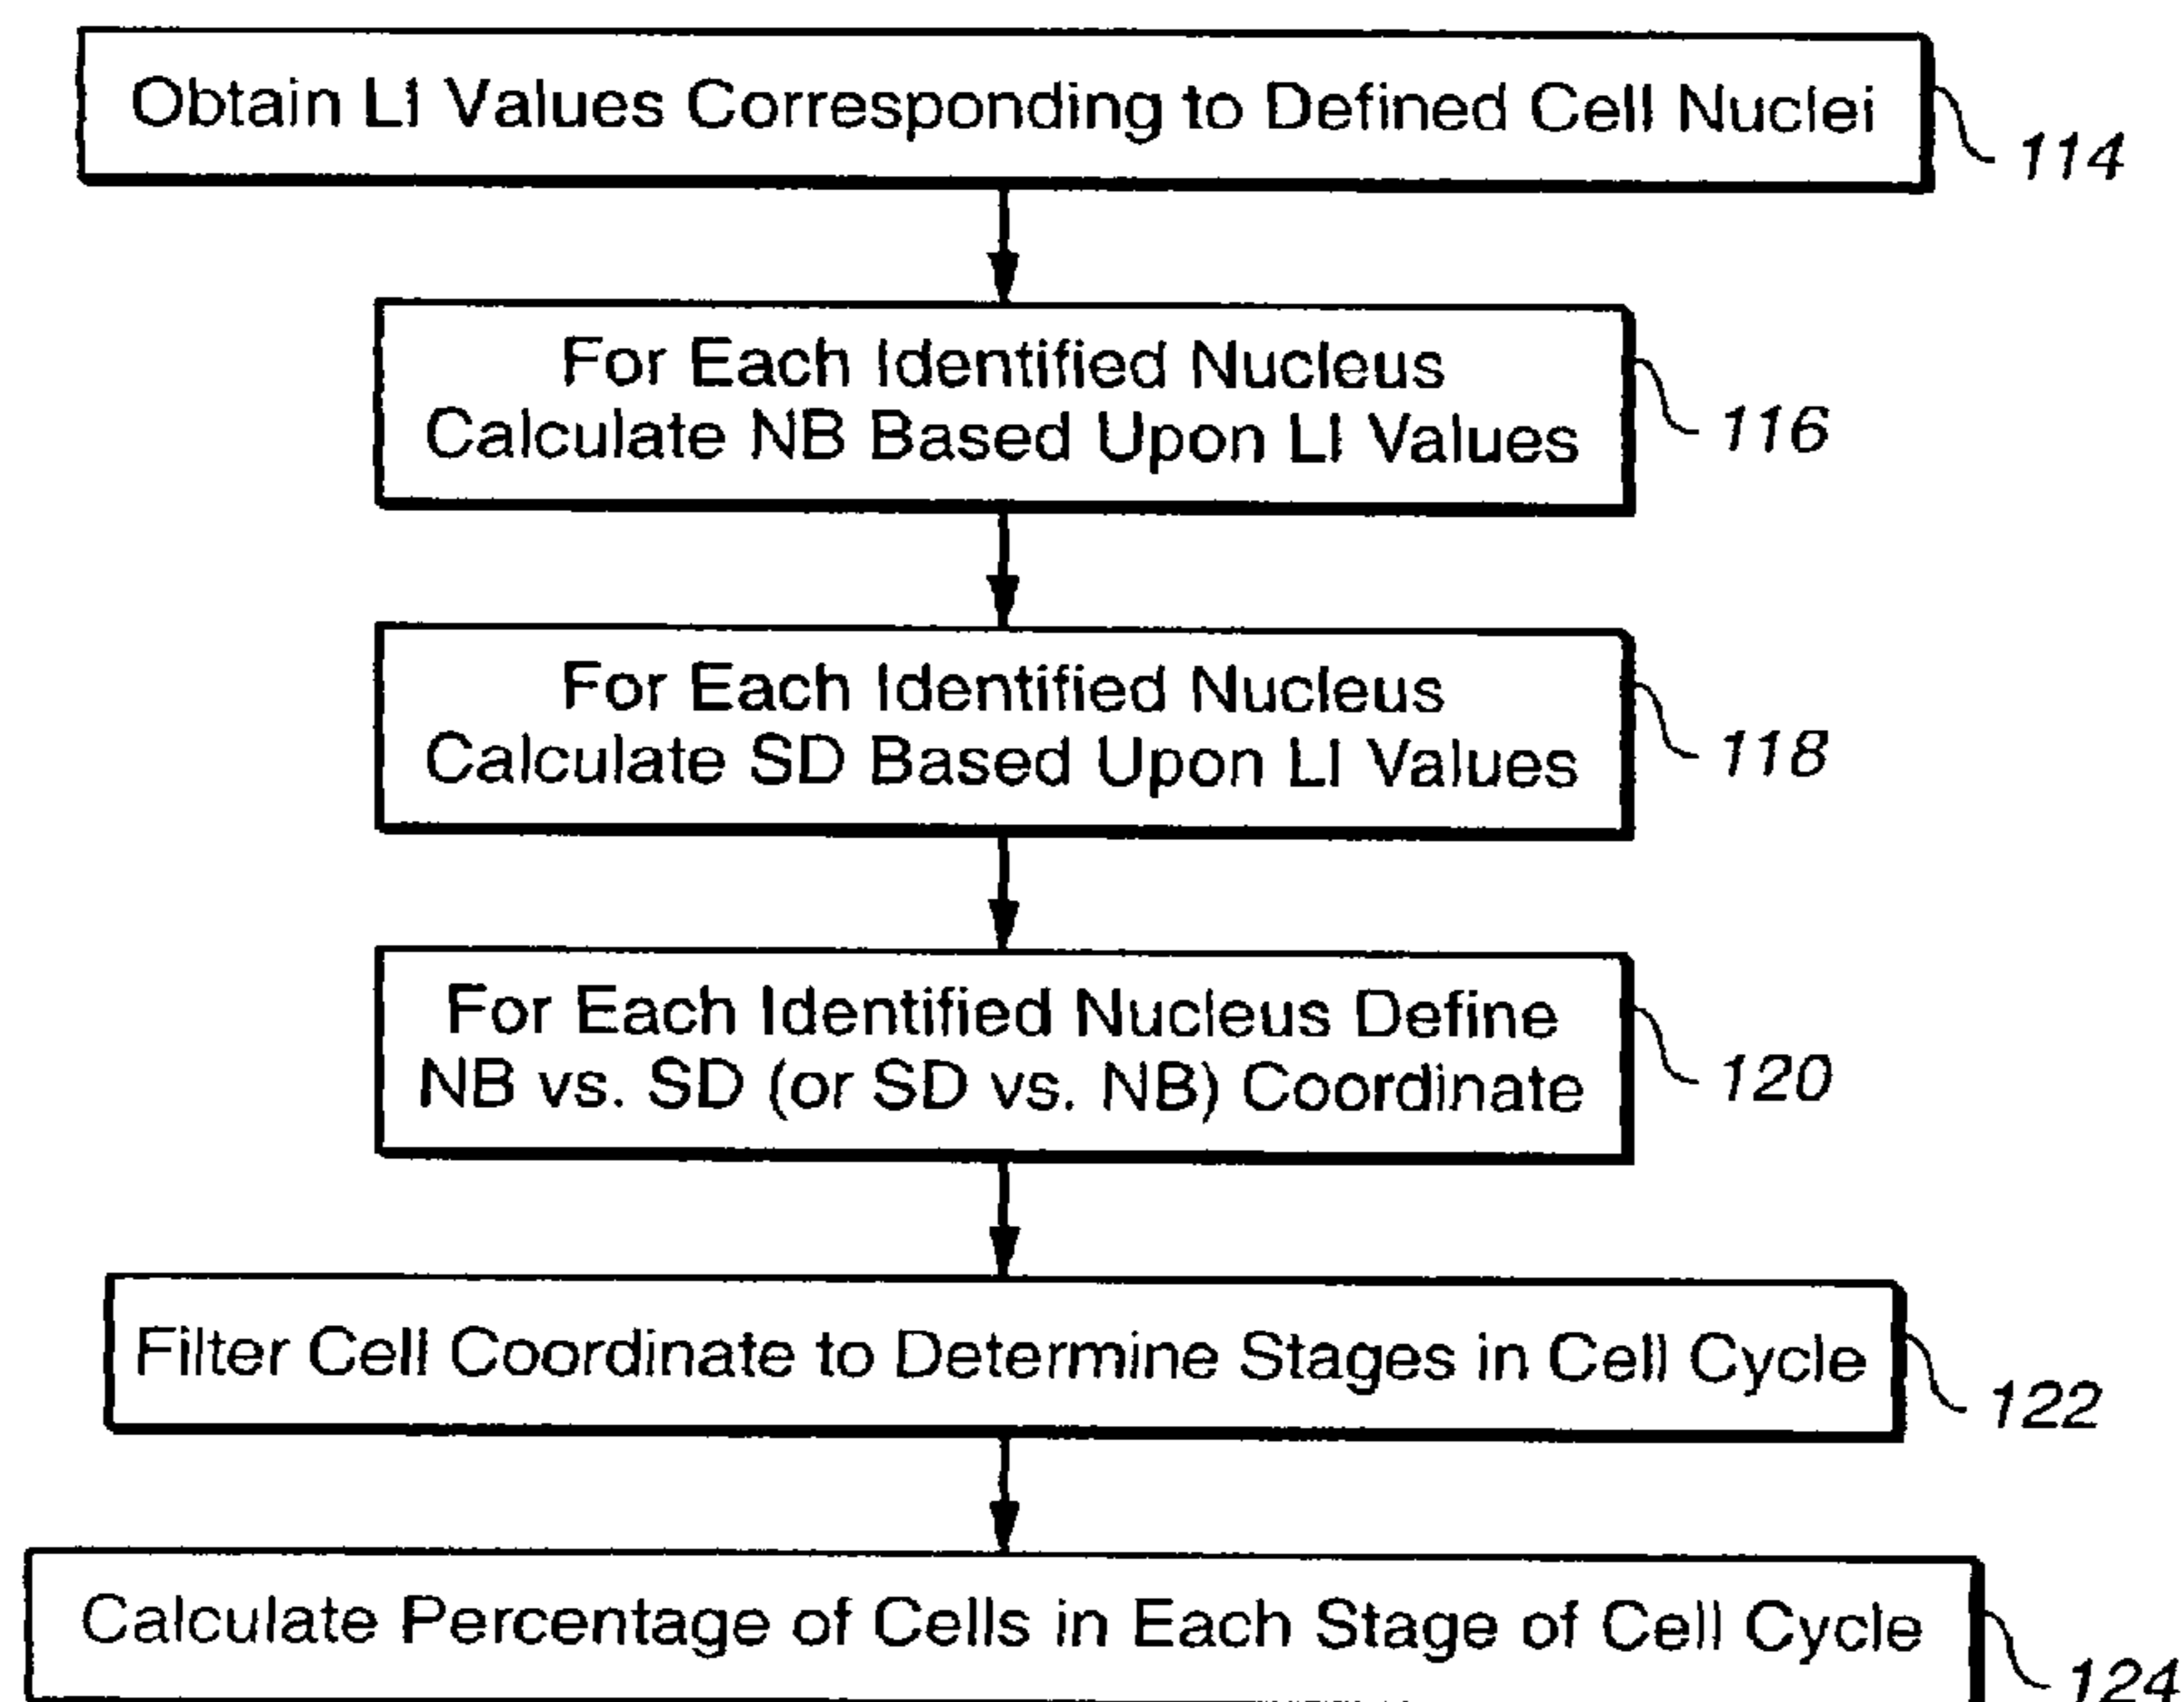 Obtain LI Values Corresponding to Defined Cell Nuclei
114
For Each Identified Nucleus
Calculate NB Based Upon LI Values
116
For Each Identified Nucleus
Calculate SD Based Upon LI Values
118
For Each Identified Nucleus Define
NB vs. SD (or SD vs. NB) Coordinate
120
Filter Cell Coordinate to Determine Stages in Cell Cycle
122
Calculate Percentage of Cells in Each Stage of Cell Cycle
124